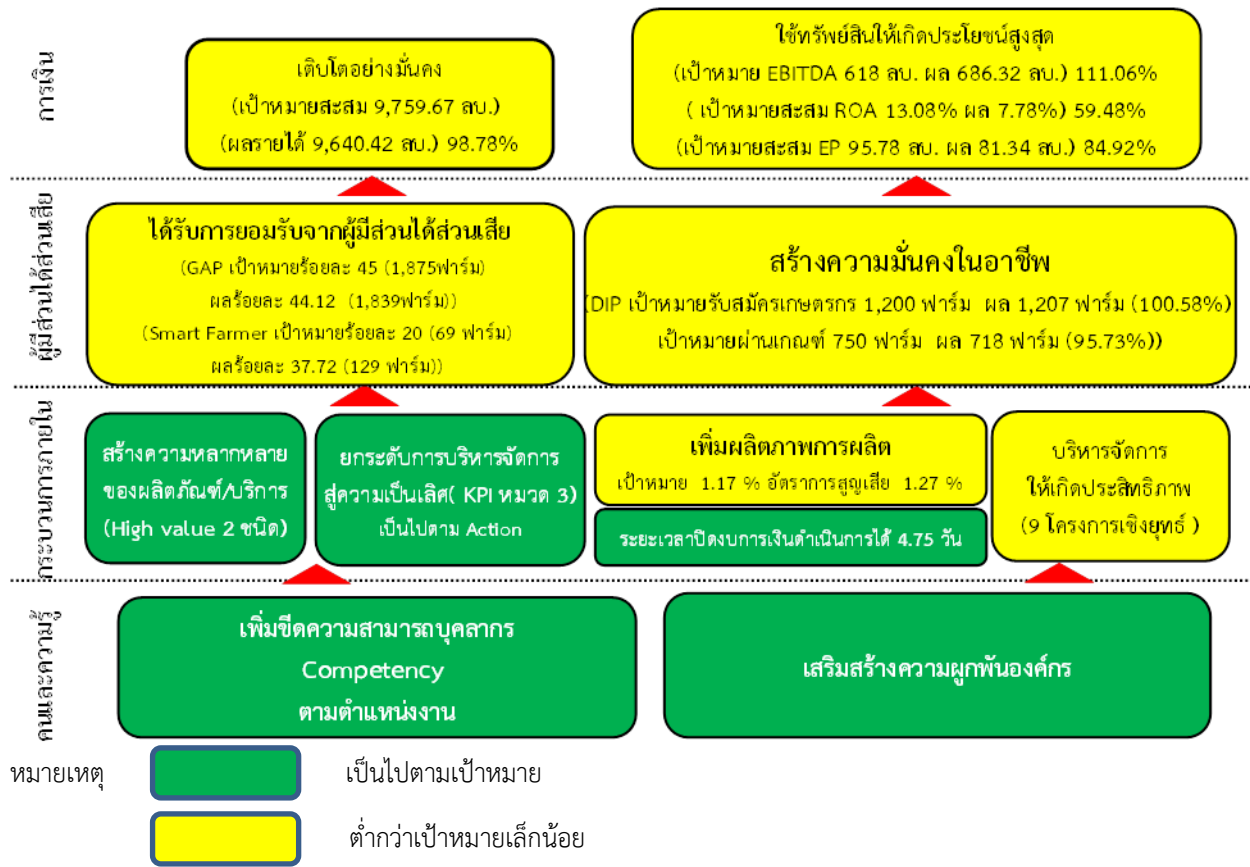 การเงิน
เติบโตอย่างมั่นคง
(เป้าหมายสะสม 9,759.67 ลบ.)
(ผลรายได้ 9,640.42 ลบ.) 98.78%
ใช้ทรัพย์สินให้เกิดประโยชน์สูงสุด
(เป้าหมาย EBITDA 618 ลบ. ผล 686.32 ลบ.) 111.06%
( เป้าหมายสะสม ROA 13.08% ผล 7.78%) 59.48%
(เป้าหมายสะสม EP 95.78 ลบ. ผล 81.34 ลบ.) 84.92%
ผู้มีส่วนได้ส่วนเสีย
ได้รับการยอมรับจากผู้มีส่วนได้ส่วนเสีย
(GAP เป้าหมายร้อยละ 45 (1,875ฟาร์ม)
ผลร้อยละ 44.12 (1,839ฟาร์ม))
(Smart Farmer เป้าหมายร้อยละ 20 (69 ฟาร์ม)
ผลร้อยละ 37.72 (129 ฟาร์ม))
สร้างความมั่นคงในอาชีพ
(DIP เป้าหมายรับสมัครเกษตรกร 1,200 ฟาร์ม ผล 1,207 ฟาร์ม (100.58%)
เป้าหมายผ่านเกณฑ์ 750 ฟาร์ม ผล 718 ฟาร์ม (95.73%))
กระบวนการภายใน
สร้างความหลากหลาย
ของผลิตภัณฑ์/บริการ
(High value 2 ชนิด)
ยกระดับการบริหารจัดการ
สู่ความเป็นเลิศ( KPI หมวด 3)
เป็นไปตาม Action
เพิ่มผลิตภาพการผลิต
เป้าหมาย 1.17 % อัตราการสูญเสีย 1.27 %
ระยะเวลาปิดงบการเงินดำเนินการได้ 4.75 วัน
บริหารจัดการ
ให้เกิดประสิทธิภาพ
(9 โครงการเชิงยุทธ์ )
คนและความรู้
เพิ่มขีดความสามารถบุคลากร
Competency
ตามตำแหน่งงาน
เสริมสร้างความผูกพันองค์กร
หมายเหตุ
เป็นไปตามเป้าหมาย
ต่ำกว่าเป้าหมายเล็กน้อย